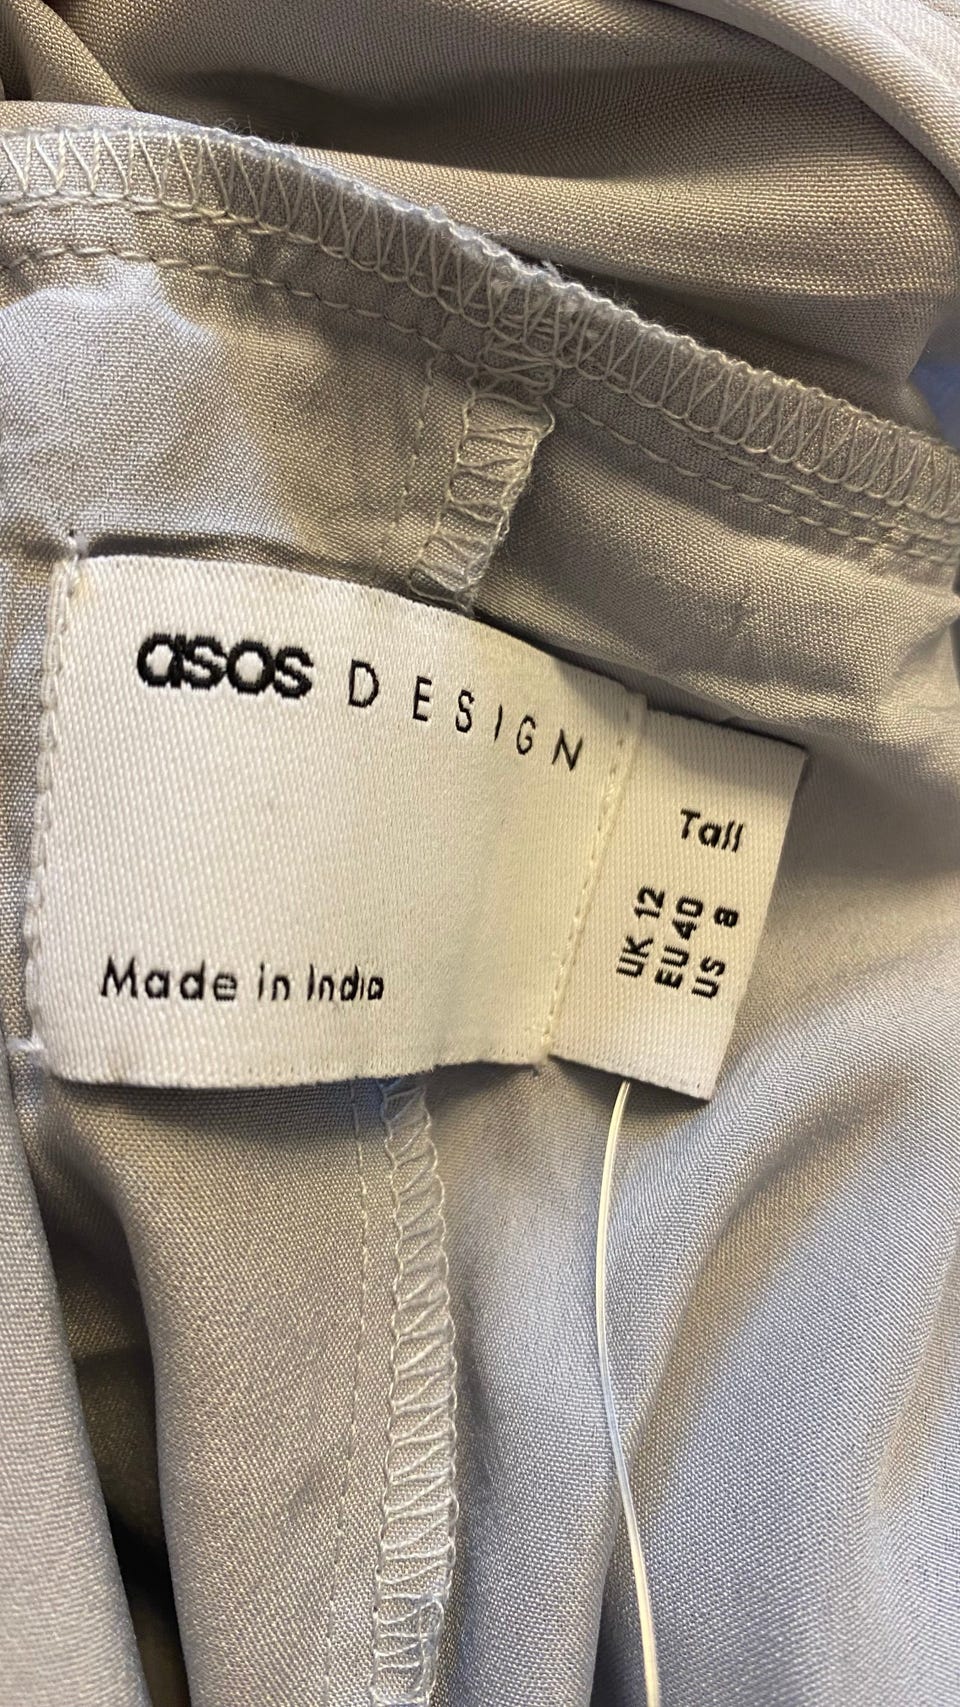 asos DESIGN
Made in India
Tall
UK 12
EU 40
US 8